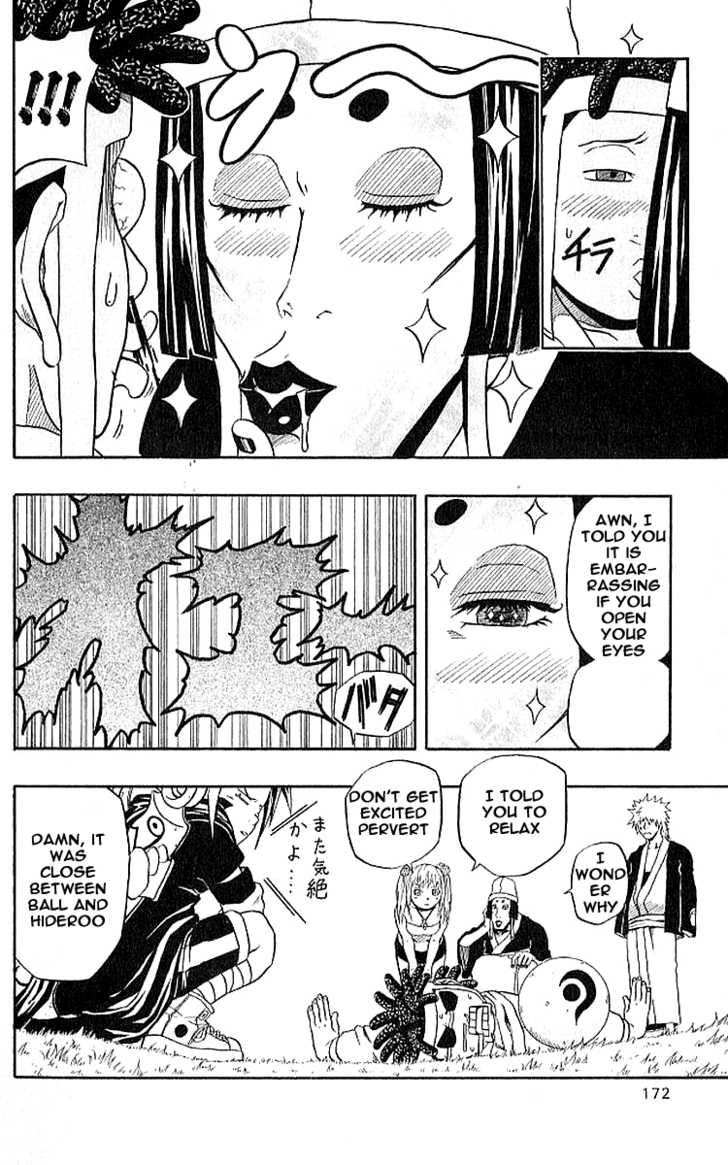 !!!
チラ
AWN, I
TOLD YOU
IT IS
EMBAR-
RASSING
IF YOU
OPEN
YOUR
EYES
バタ
I
WOND
ER
WHY
I TOLD
YOU TO
RELAX
DON'T GET
EXCITED
PERVERT
また気絶
かよ……
DAMN, IT
WAS
CLOSE
BETWEEN
BALL AND
HIDEROO
172